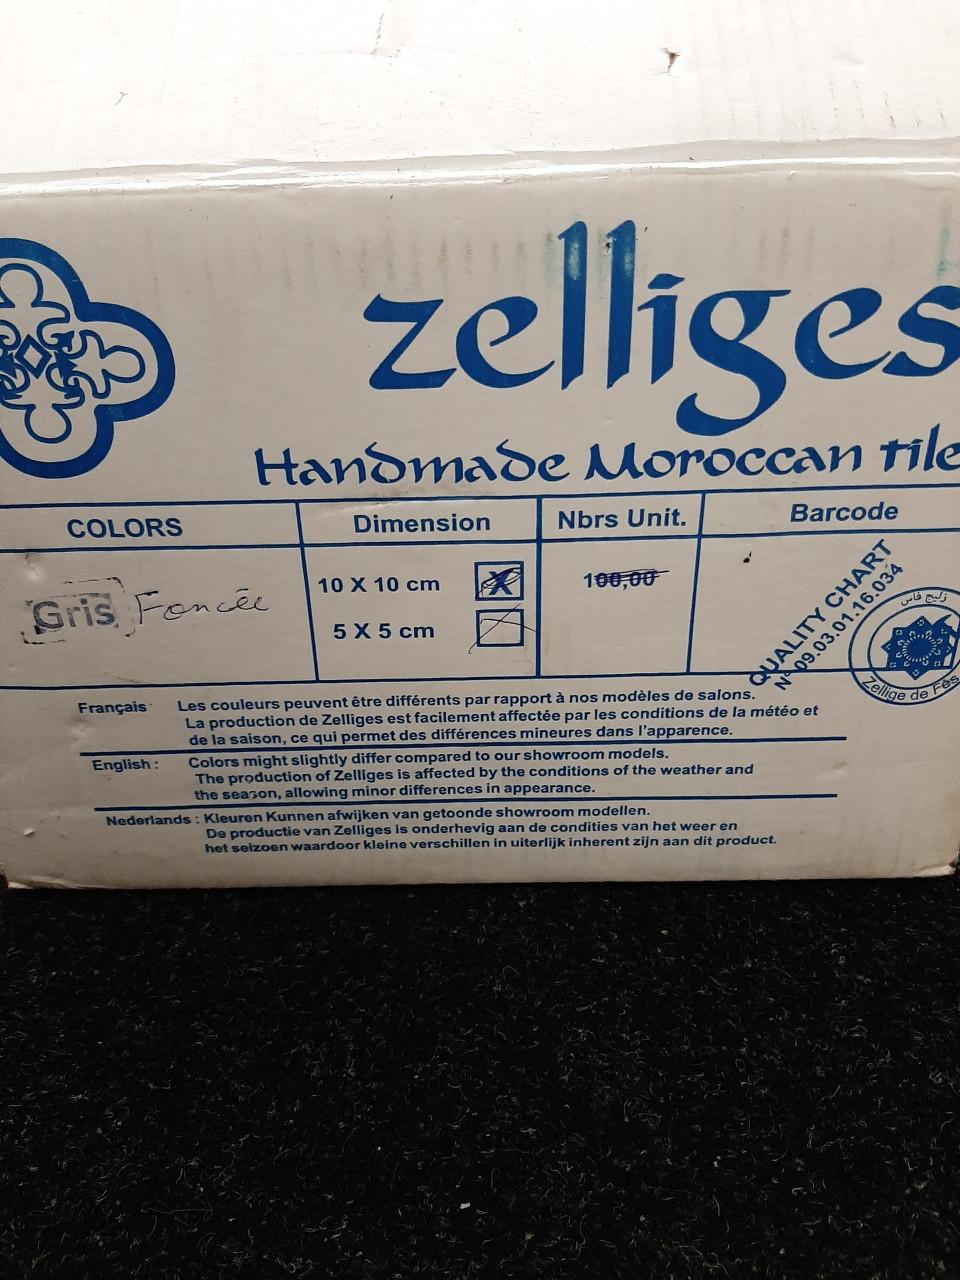 zelliges
Handmade Moroccan tile
COLORS Dimension Nbrs Unit. Barcode
Gris Foncée
10 X 10 cm X 100,00
5 X 5 cm
QUALITY CHART
N° 09.03.01.16.034
زليج فاس
Zellige de Fès
Français Les couleurs peuvent être différents par rapport à nos modèles de salons.
La production de Zelliges est facilement affectée par les conditions de la météo et
de la saison, ce qui permet des différences mineures dans l'apparence.
English : Colors might slightly differ compared to our showroom models.
The production of Zelliges is affected by the conditions of the weather and
the season, allowing minor differences in appearance.
Nederlands : Kleuren Kunnen afwijken van getoonde showroom modellen.
De productie van Zelliges is onderhevig aan de condities van het weer en
het seizoen waardoor kleine verschillen in uiterlijk inherent zijn aan dit product.